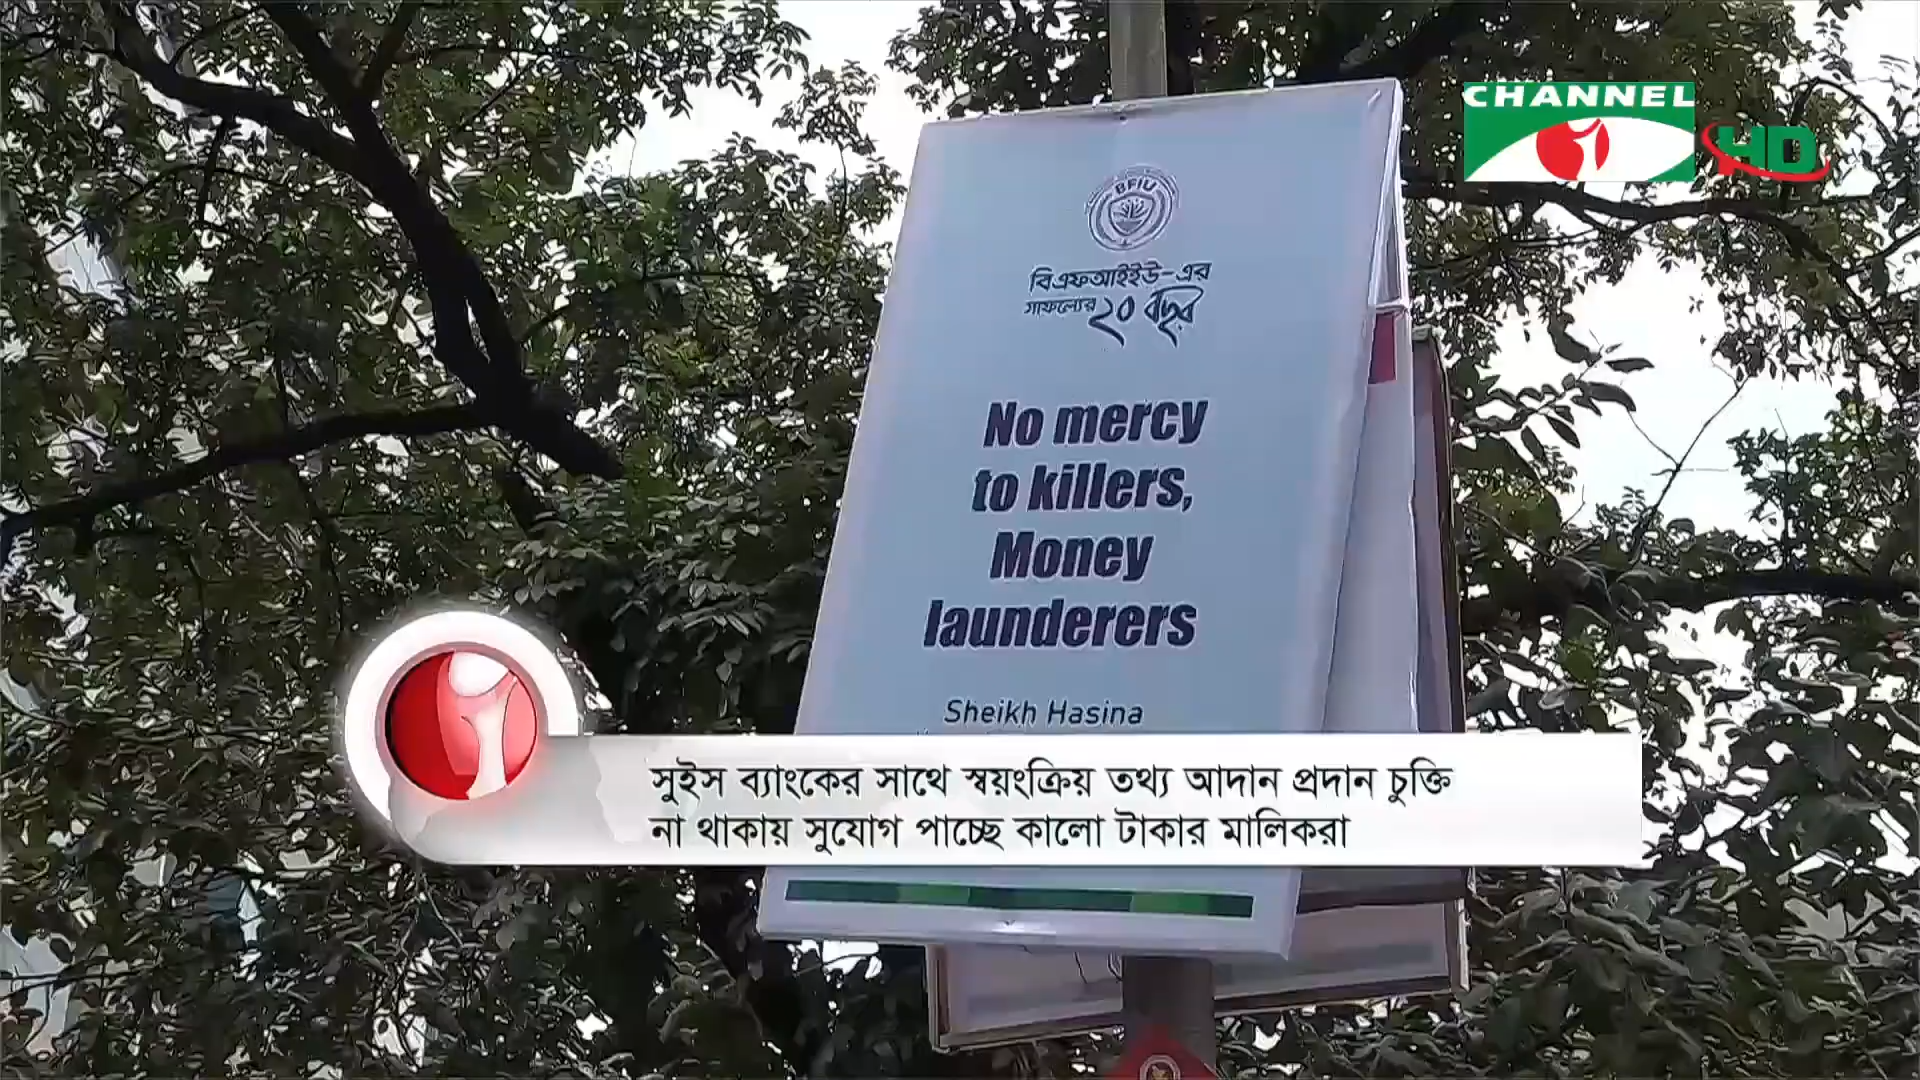 CHANNEL
HD
BFIU
বিএফআইইউ-এর
সাফল্যের ২০ বছর
No mercy
to killers,
Money
launderers
Sheikh Hasina
সুইস ব্যাংকের সাথে স্বয়ংক্রিয় তথ্য আদান প্রদান চুক্তি
না থাকায় সুযোগ পাচ্ছে কালো টাকার মালিকরা